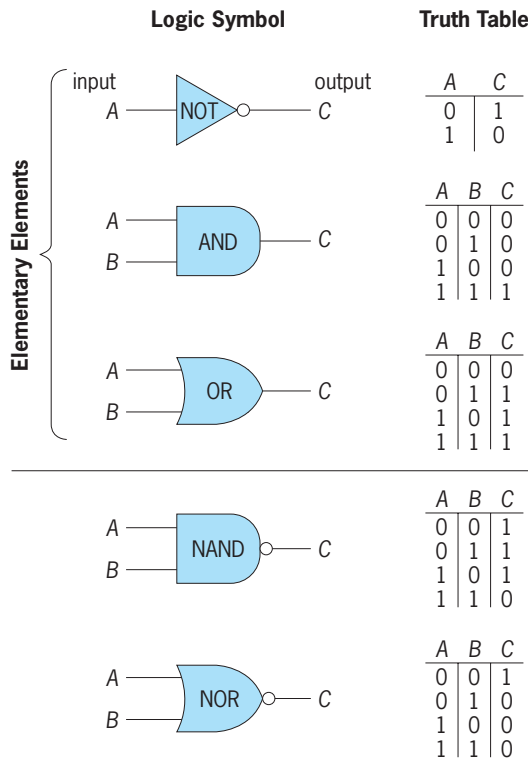 Logic Symbol Truth Table
Elementary Elements
input output
A NOT C
A C
0 1
1 0
A
B
AND C
A B C
0 0 0
0 1 0
1 0 0
1 1 1
A
B
OR C
A B C
0 0 0
0 1 1
1 0 1
1 1 1
A
B
NAND C
A B C
0 0 1
0 1 1
1 0 1
1 1 0
A
B
NOR C
A B C
0 0 1
0 1 0
1 0 0
1 1 0